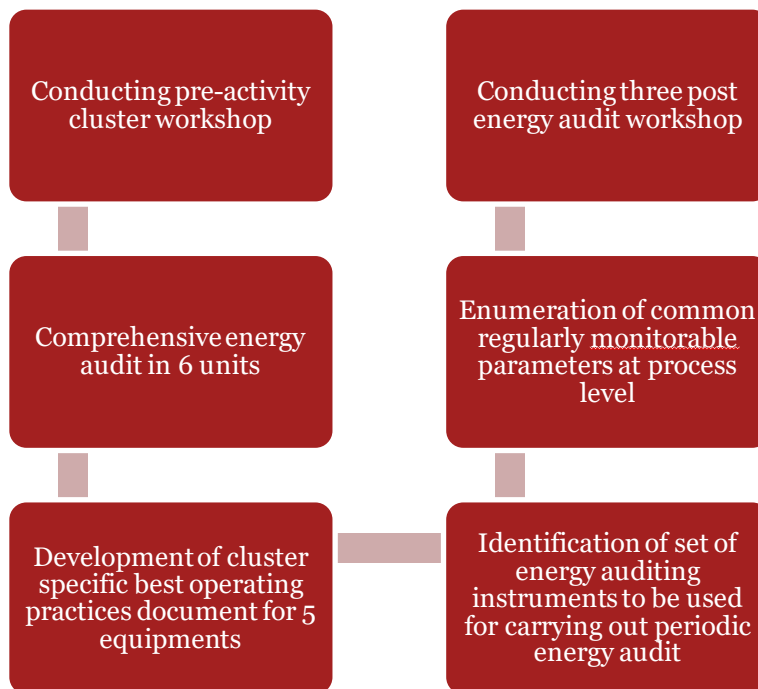 Conducting pre-activity
cluster workshop
Comprehensive energy
audit in 6 units
Development of cluster
specific best operating
practices document for 5
equipments
Identification of set of
energy auditing
instruments to be used
for carrying out periodic
energy audit
Enumeration of common
regularly monitorable
parameters at process
level
Conducting three post
energy audit workshop